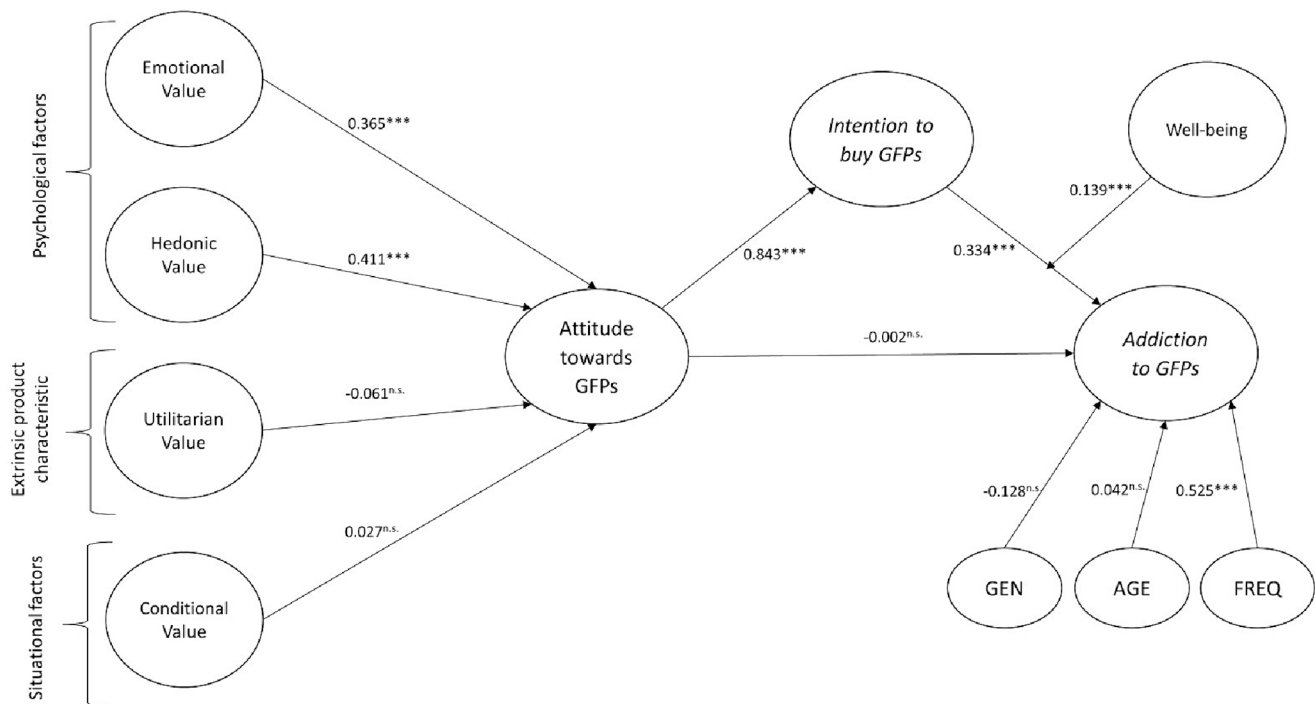 Psychological factors
Emotional
Value
0.365***
Hedonic
Value
0.411***
Extrinsic product
characteristic
Utilitarian
Value
-0.061n.s.
Situational factors
Conditional
Value
0.027n.s.
Attitude
towards
GFPs
0.843***
Intention to
buy GFPs
0.334***
Well-being
0.139***
-0.002n.s.
Addiction
to GFPs
-0.128n.s.
0.042n.s.
0.525***
GEN
AGE
FREQ